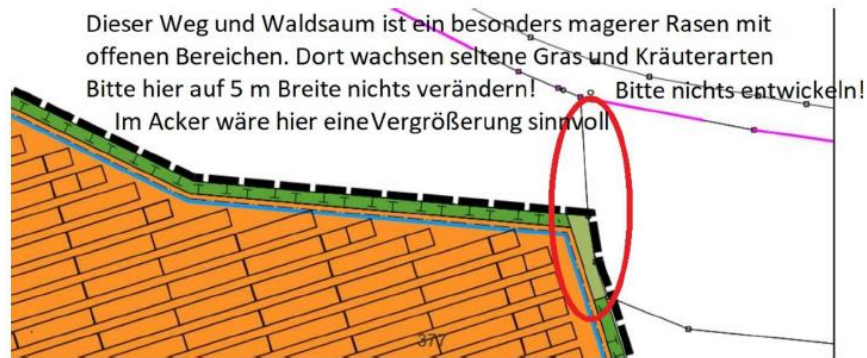 Dieser Weg und Waldsaum ist ein besonders magerer Rasen mit
offenen Bereichen. Dort wachsen seltene Gras und Kräuterarten
Bitte hier auf 5 m Breite nichts verändern! Bitte nichts entwickeln!
Im Acker wäre hier eine Vergrößerung sinnvoll
377